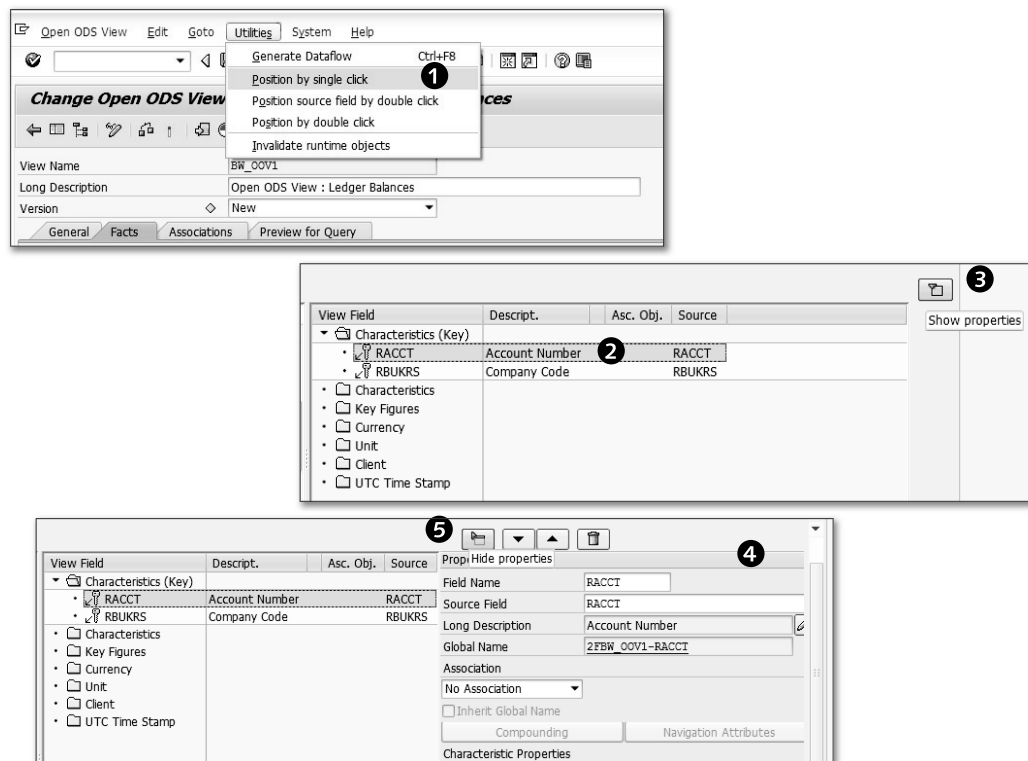 Open ODS View Edit Goto Utilities System Help
Generate Dataflow Ctrl+F8
Position by single click
1
Position source field by double click
Position by double click
Invalidate runtime objects
Change Open ODS View ces
View Name BW_OOV1
Long Description Open ODS View : Ledger Balances
Version New
General Facts Associations Preview for Query
3
View Field Descript. Asc. Obj. Source
Show properties
Characteristics (Key)
RACCT Account Number 2 RACCT
RBUKRS Company Code RBUKRS
Characteristics
Key Figures
Currency
Unit
Client
UTC Time Stamp
5
4
View Field Descript. Asc. Obj. Source Hide properties
Characteristics (Key) Field Name RACCT
RACCT Account Number RACCT Source Field RACCT
RBUKRS Company Code RBUKRS Long Description Account Number
Characteristics
Key Figures Global Name 2FBW_OOV1-RACCT
Currency Association
Unit No Association
Client Inherit Global Name
UTC Time Stamp
Compounding Navigation Attributes
Characteristic Properties